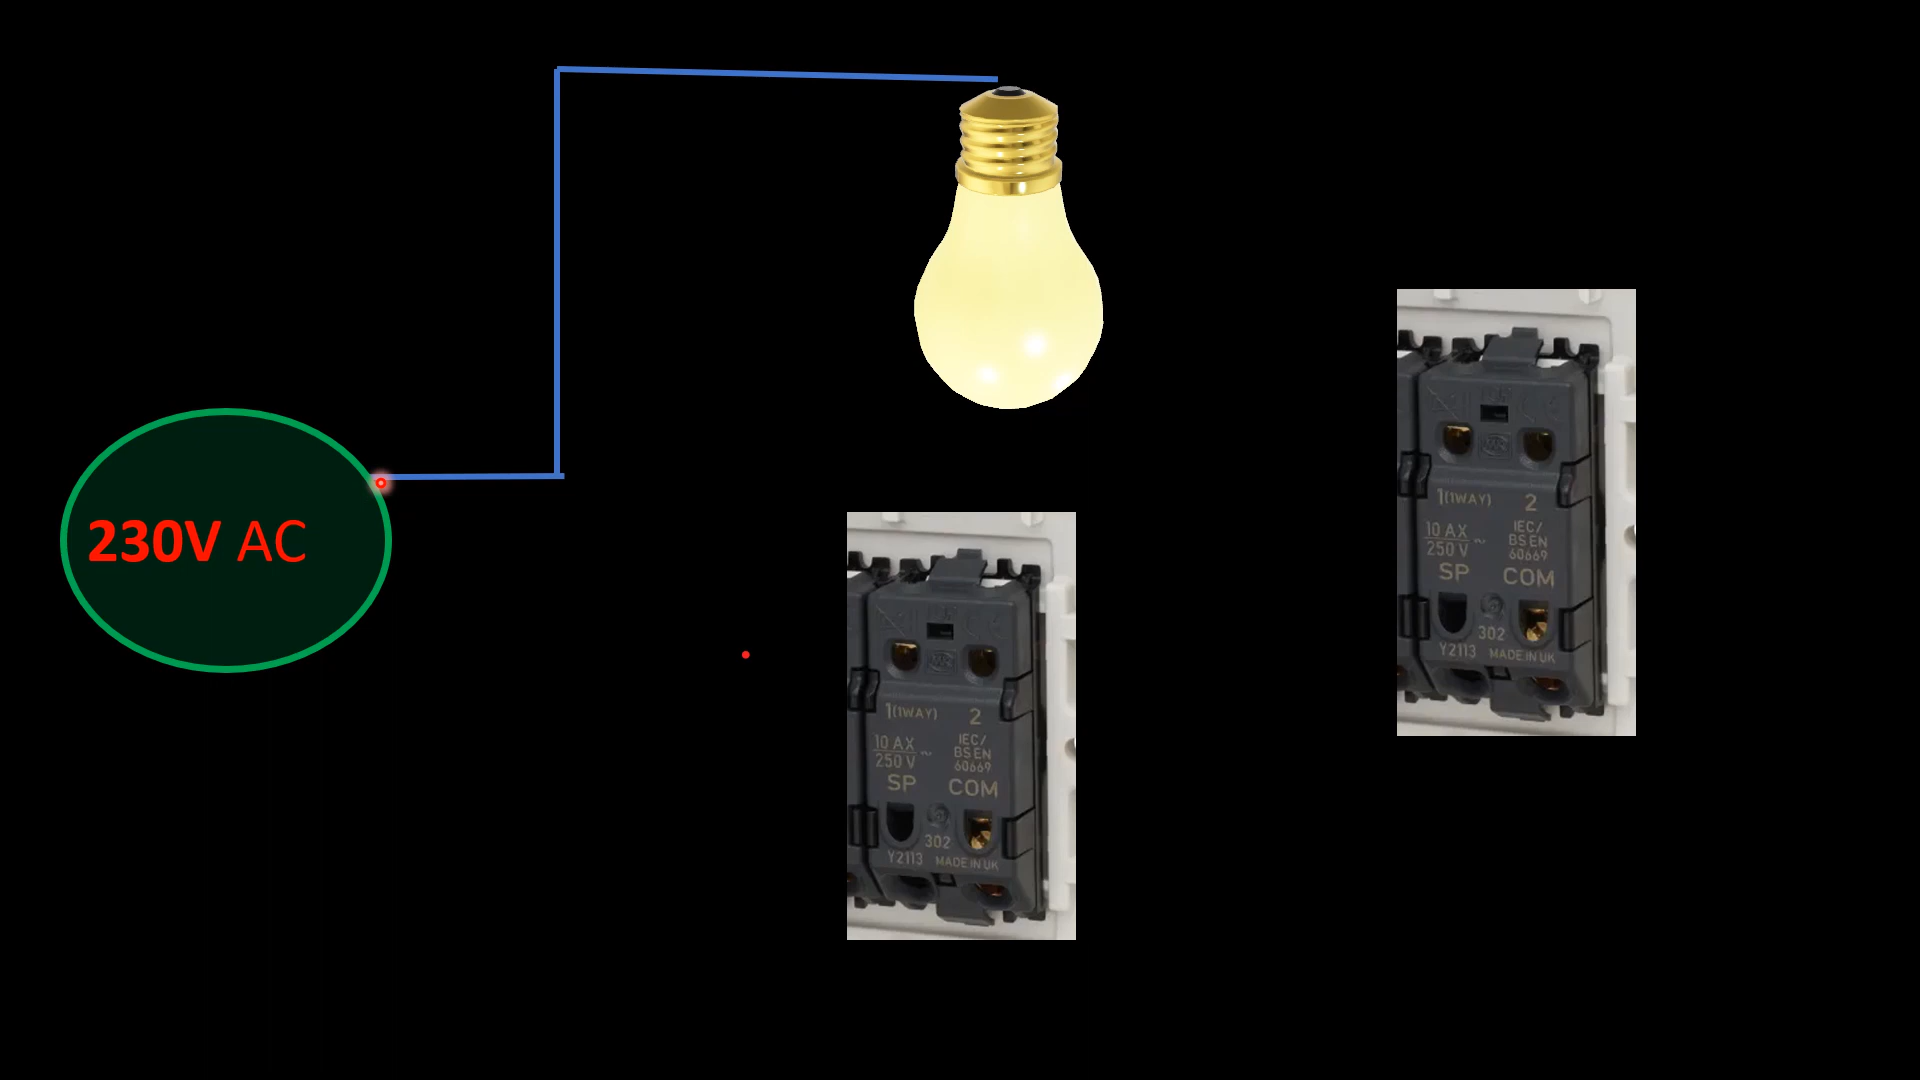 230V AC
1(1WAY) 2
10 AX
250 V ~
IEC/
BS EN
60669
SP COM
302
Y2113 MADE IN UK
1(1WAY) 2
10 AX
250 V ~
IEC/
BS EN
60669
SP COM
302
Y2113 MADE IN UK